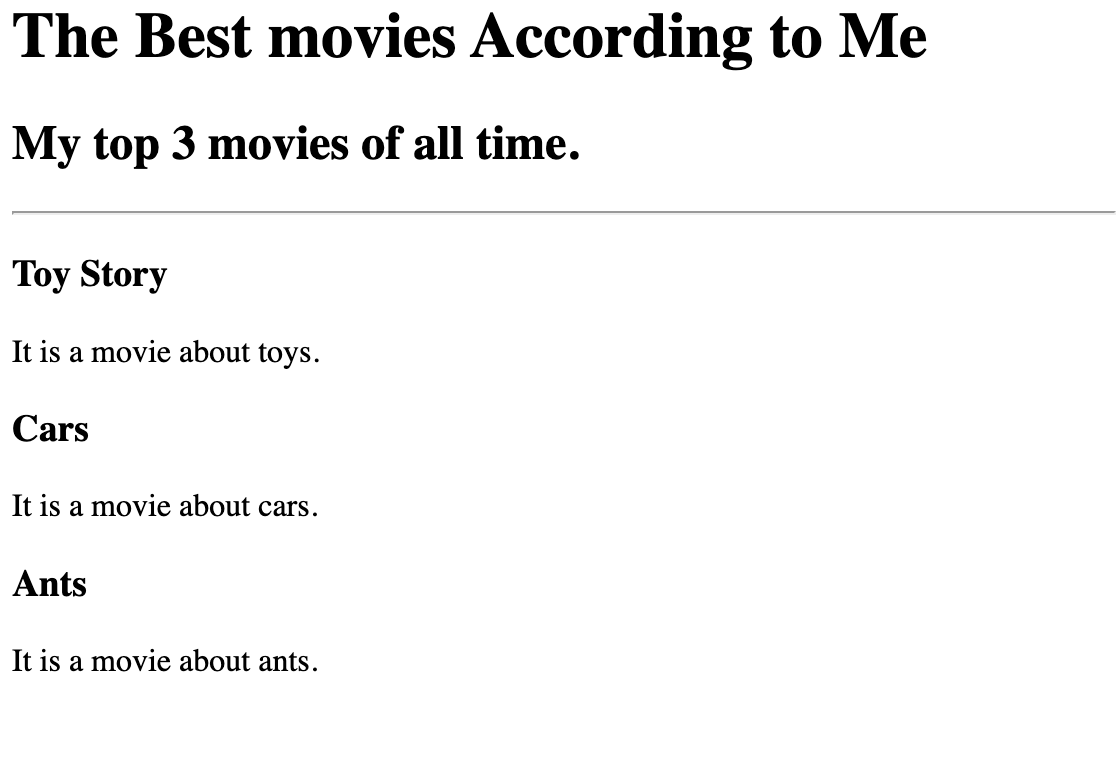 The Best movies According to Me
My top 3 movies of all time.
Toy Story
It is a movie about toys.
Cars
It is a movie about cars.
Ants
It is a movie about ants.